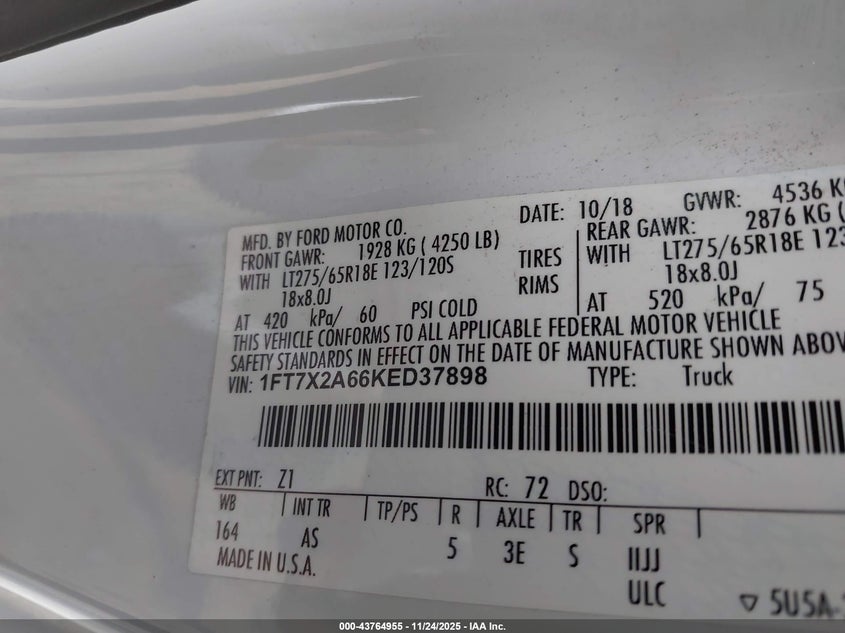 MFD. BY FORD MOTOR CO.
DATE: 10/18
GVWR: 4536 K
FRONT GAWR: 1928 KG ( 4250 LB)
REAR GAWR: 2876 KG (
WITH LT275/65R18E 123/120S
TIRES
WITH LT275/65R18E 123
18x8.0J
RIMS
18x8.0J
AT 420 kPa/ 60 PSI COLD
AT 520 kPa/ 75
THIS VEHICLE CONFORMS TO ALL APPLICABLE FEDERAL MOTOR VEHICLE
SAFETY STANDARDS IN EFFECT ON THE DATE OF MANUFACTURE SHOWN ABOV
VIN: 1FT7X2A66KED37898
TYPE: Truck
EXT PNT: Z1
RC: 72 DSO:
WB INT TR TP/PS R AXLE TR SPR
164 AS 5 3E S IIJJ
MADE IN U.S.A.
ULC
5U5A-
000-43764955 - 11/24/2025 - IAA Inc.